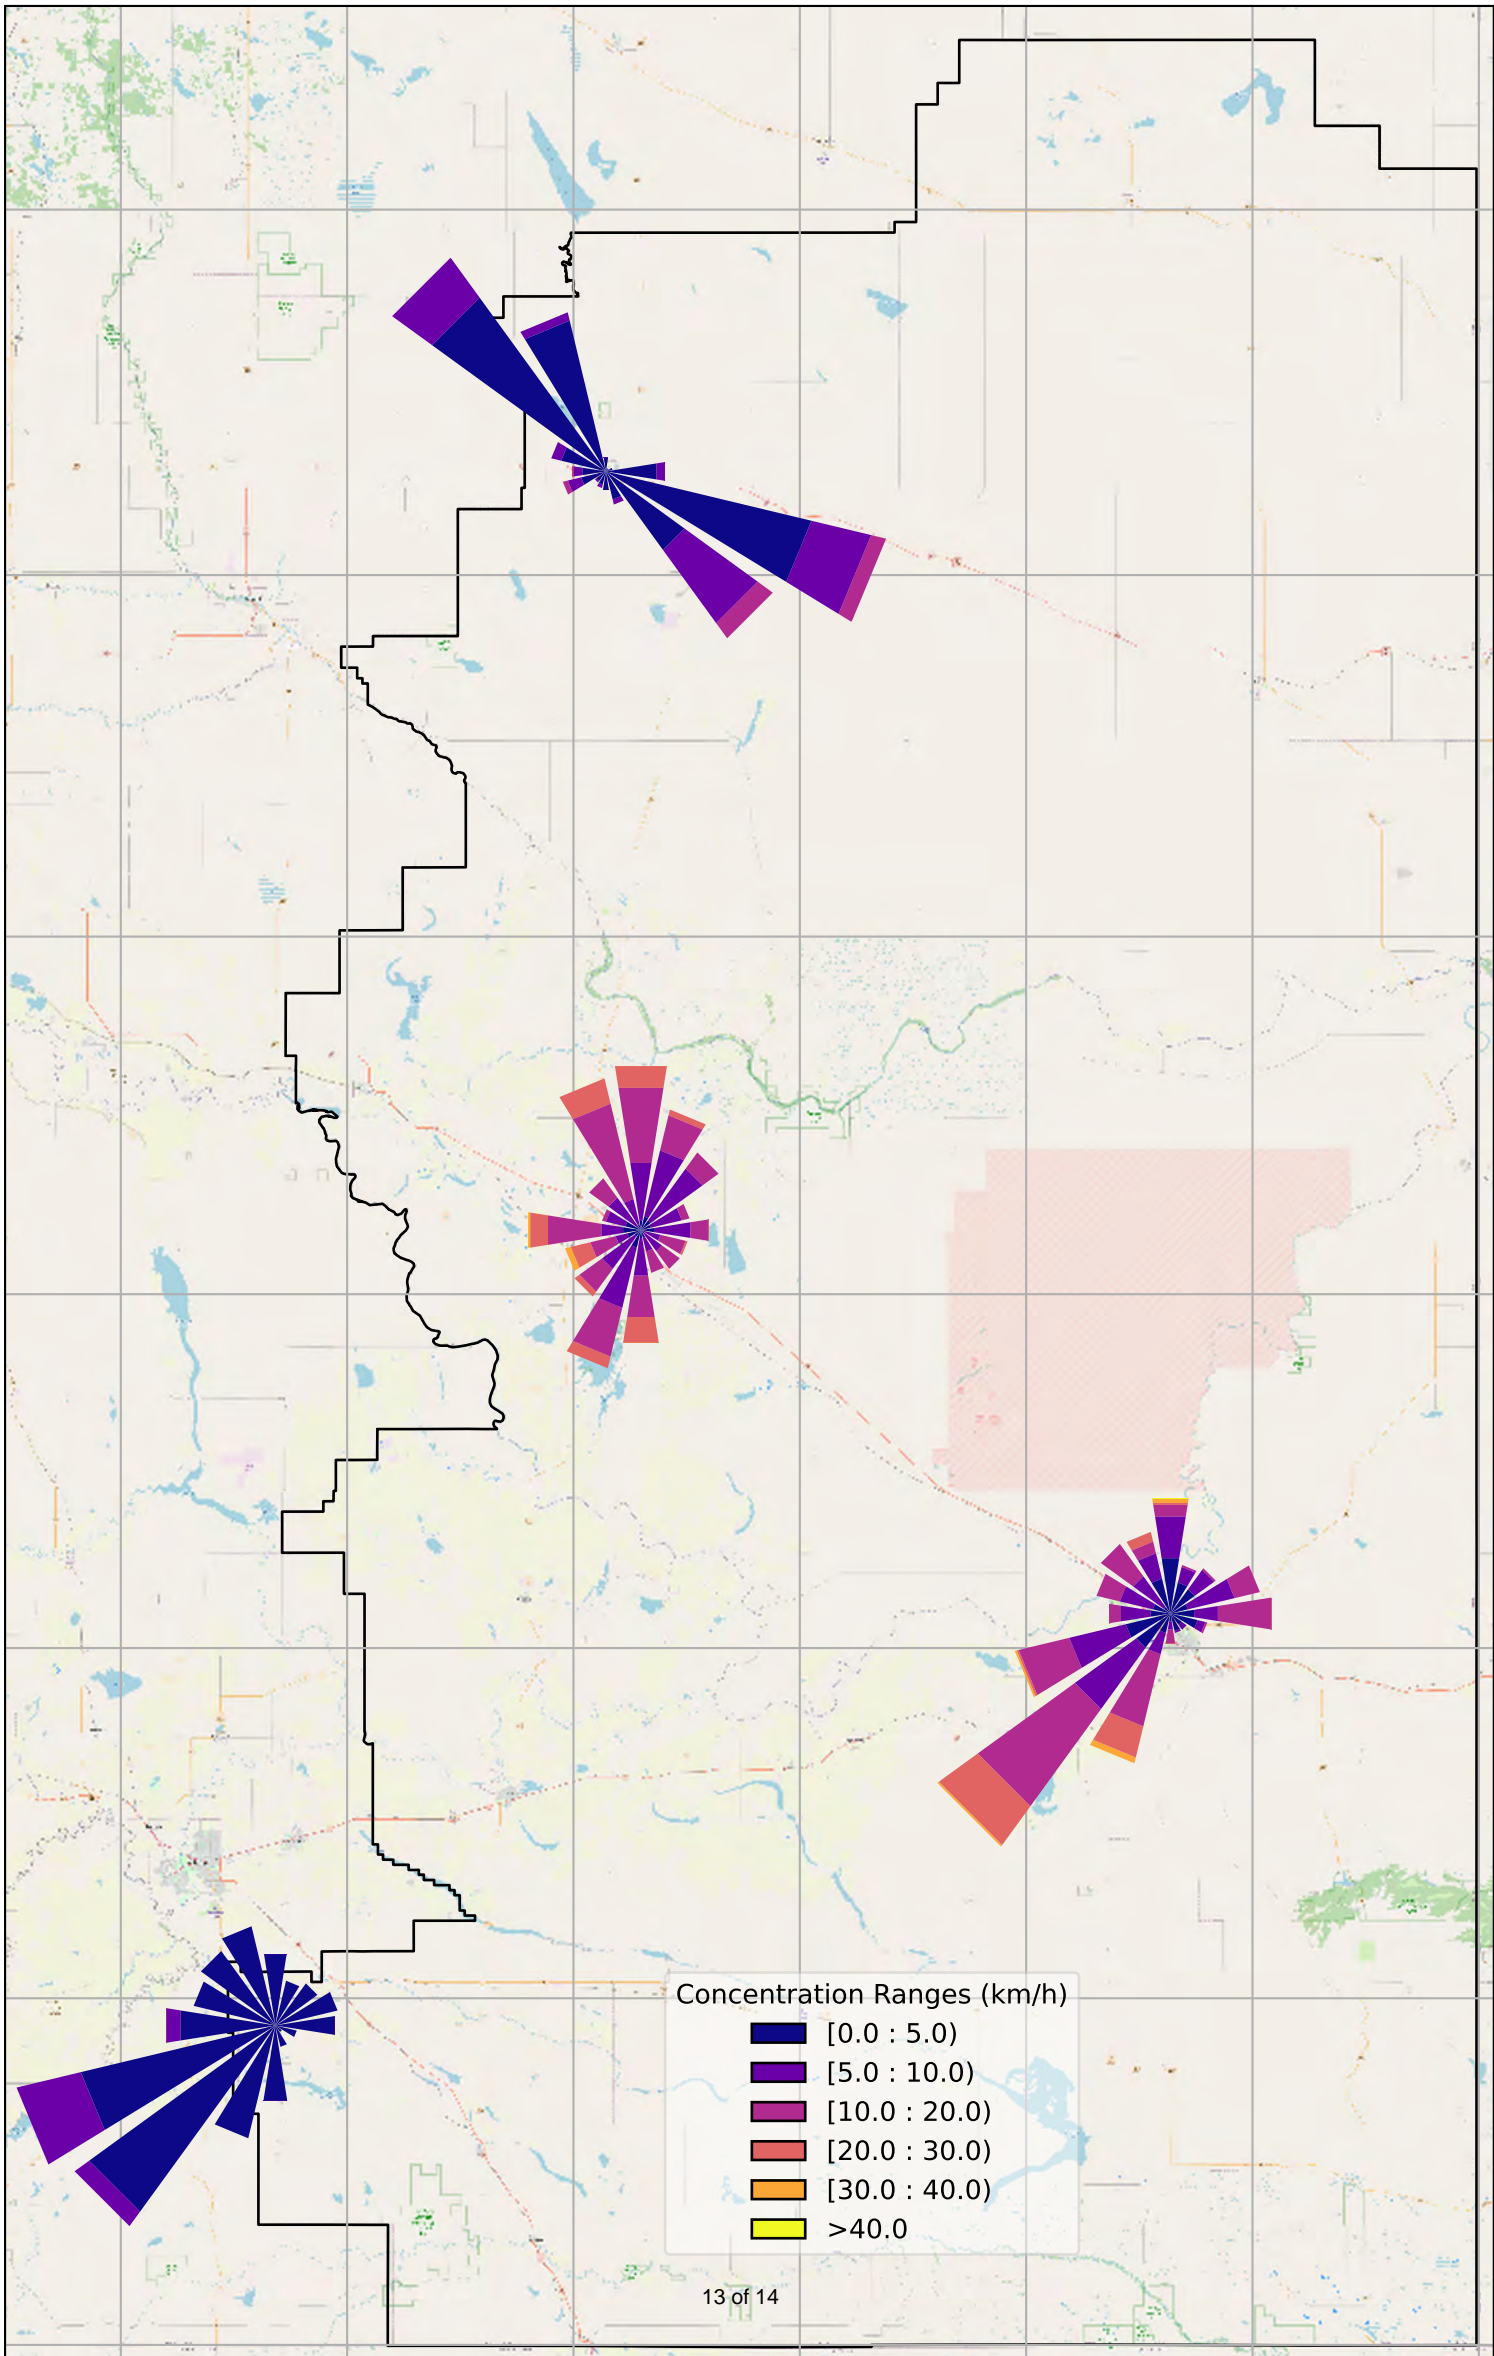 Concentration Ranges (km/h)
[0.0 : 5.0)
[5.0 : 10.0)
[10.0 : 20.0)
[20.0 : 30.0)
[30.0 : 40.0)
>40.0
13 of 14